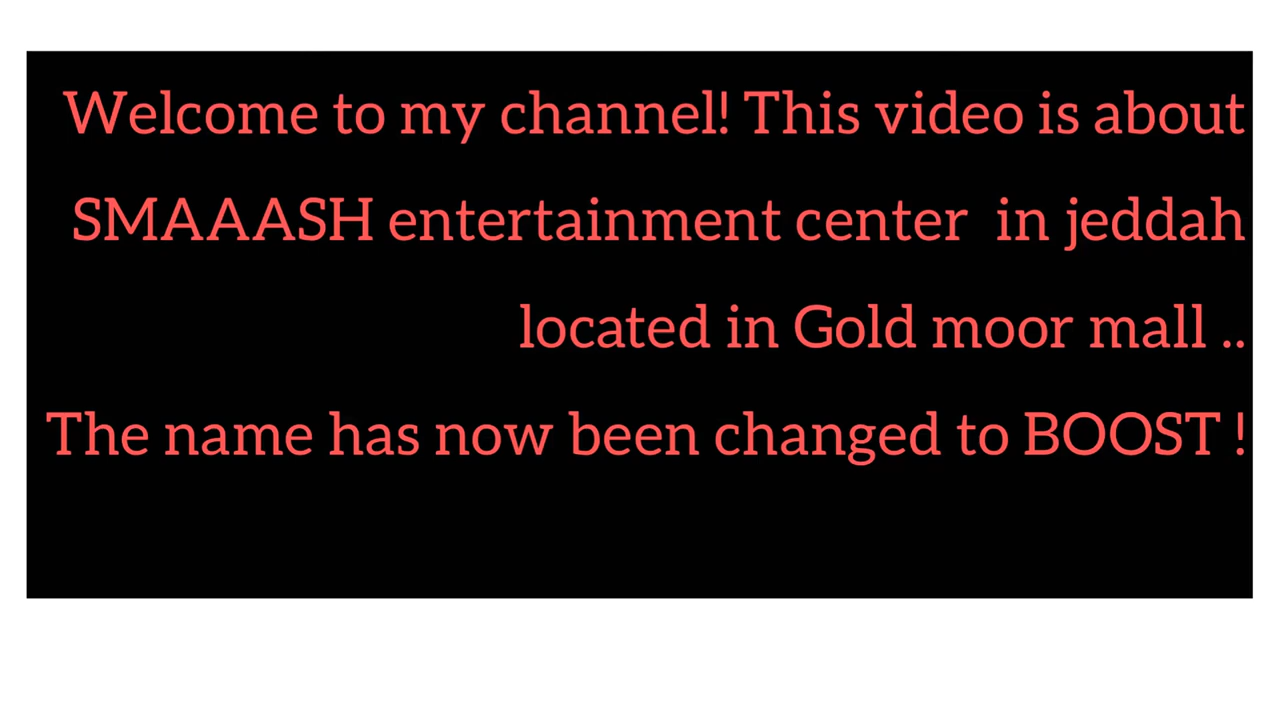 Welcome to my channel! This video is about
SMAAASH entertainment center  in jeddah
located in Gold moor mall ..
The name has now been changed to BOOST !